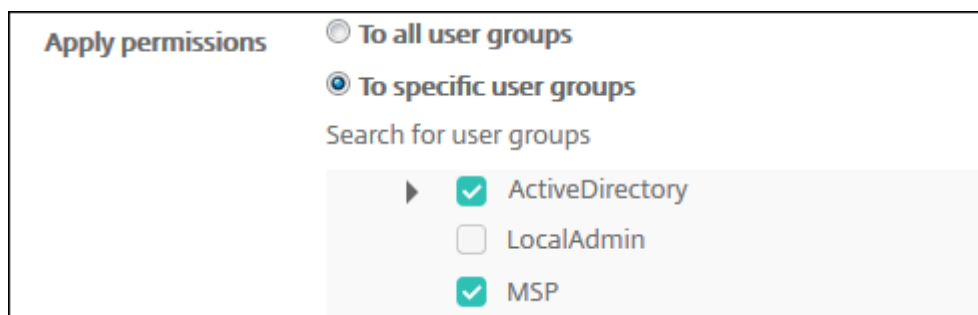 Apply permissions
To all user groups
To specific user groups
Search for user groups
ActiveDirectory
LocalAdmin
MSP